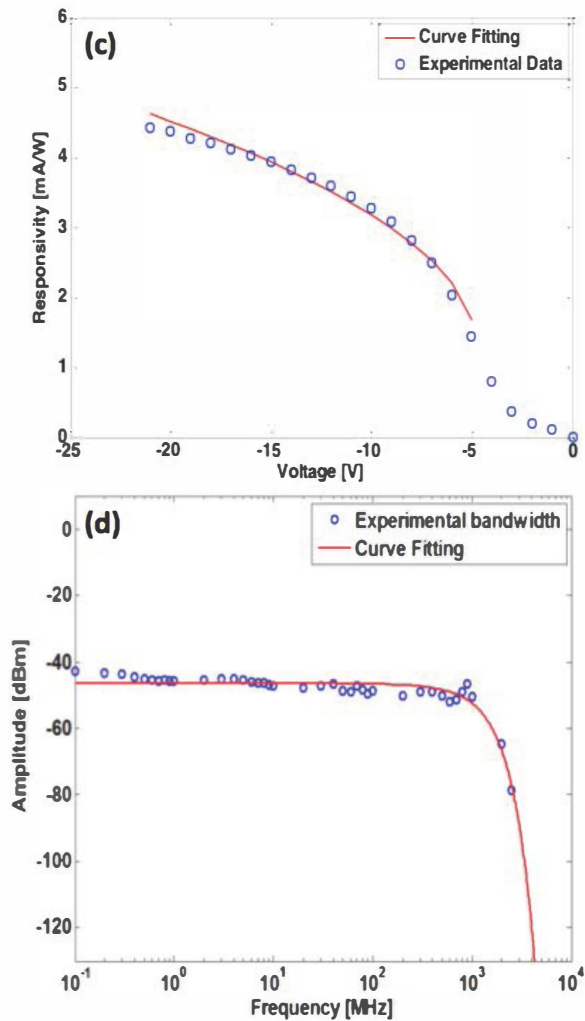 (c)
Curve Fitting
Experimental Data
Responsivity [mA/W]
6
5
4
3
2
1
0
-25 -20 -15 -10 -5 0
Voltage [V]
(d)
Experimental bandwidth
Curve Fitting
Amplitude [dBm]
0
-20
-40
-60
-80
-100
-120
10^-1 10^0 10^1 10^2 10^3 10^4
Frequency [MHz]